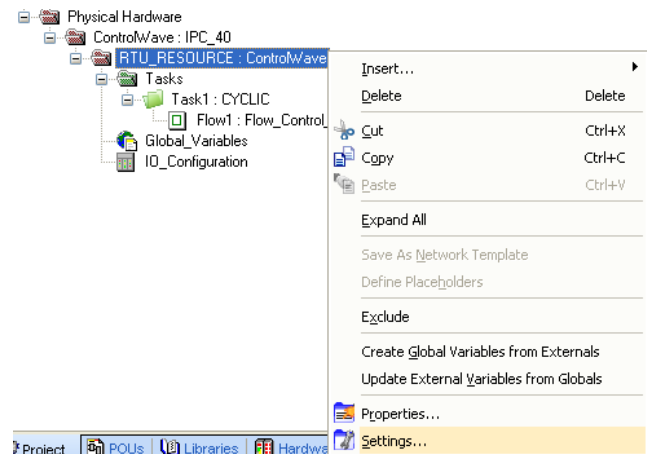 Physical Hardware
ControlWave : IPC_40
RTU_RESOURCE : ControlWave
Tasks
Task1 : CYCLIC
Flow1 : Flow_Control_
Global_Variables
IO_Configuration
Insert...
Delete Delete
Cut Ctrl+X
Copy Ctrl+C
Paste Ctrl+V
Expand All
Save As Network Template
Define Placeholders
Exclude
Create Global Variables from Externals
Update External Variables from Globals
Properties...
Settings...
Project POUs Libraries Hardwa